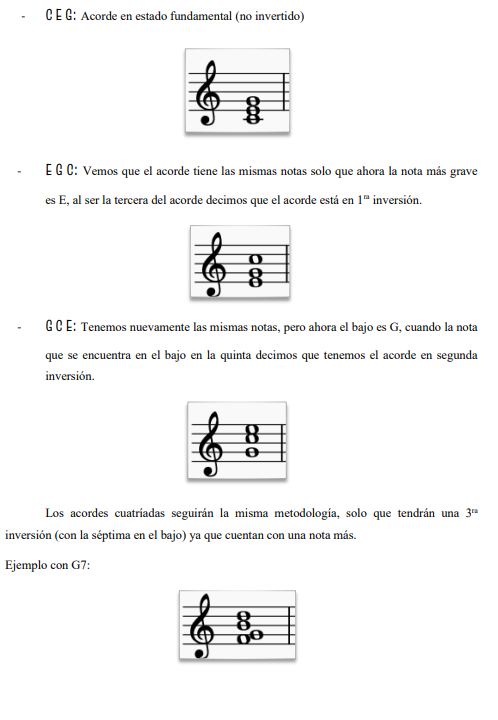 - C E G: Acorde en estado fundamental (no invertido)
- E G C: Vemos que el acorde tiene las mismas notas solo que ahora la nota más grave
es E, al ser la tercera del acorde decimos que el acorde está en 1ra inversión.
- G C E: Tenemos nuevamente las mismas notas, pero ahora el bajo es G, cuando la nota
que se encuentra en el bajo en la quinta decimos que tenemos el acorde en segunda
inversión.
Los acordes cuatríadas seguirán la misma metodología, solo que tendrán una 3ra
inversión (con la séptima en el bajo) ya que cuentan con una nota más.
Ejemplo con G7: